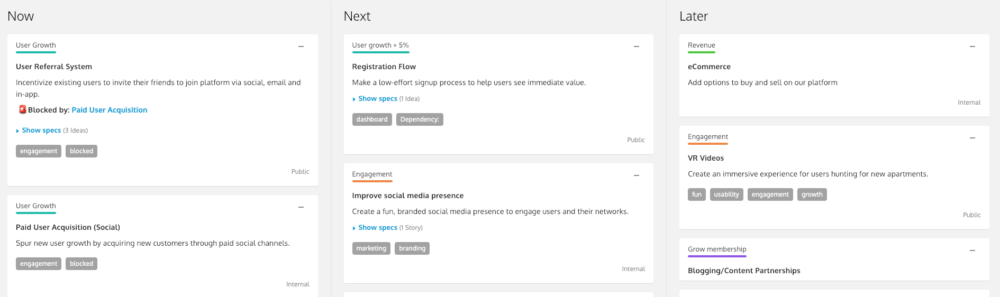 Now
User Growth
User Referral System
Incentivize existing users to invite their friends to join platform via social, email and
in-app.
Blocked by: Paid User Acquisition
Show specs (3 Ideas)
engagement blocked
Public
User Growth
Paid User Acquisition (Social)
Spur new user growth by acquiring new customers through paid social channels.
engagement blocked
Internal
Next
User growth + 5%
Registration Flow
Make a low-effort signup process to help users see immediate value.
Show specs (1 Idea)
dashboard Dependency:
Public
Engagement
Improve social media presence
Create a fun, branded social media presence to engage users and their networks.
Show specs (1 Story)
marketing branding
Internal
Later
Revenue
eCommerce
Add options to buy and sell on our platform
Internal
Engagement
VR Videos
Create an immersive experience for users hunting for new apartments.
fun usability engagement growth
Public
Grow membership
Blogging/Content Partnerships